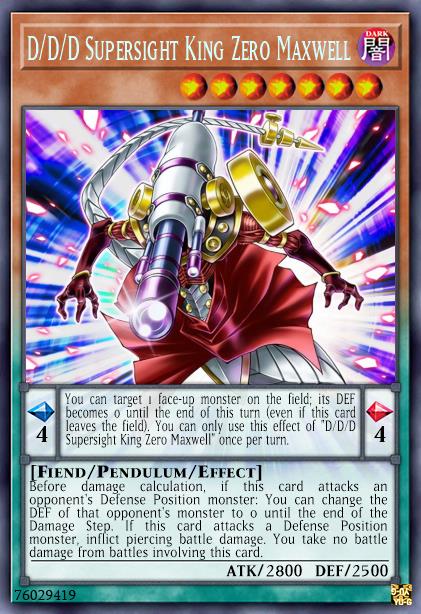 D/D/D Supersight King Zero Maxwell
DARK
闇
You can target 1 face-up monster on the field; its DEF
becomes 0 until the end of this turn (even if this card
leaves the field). You can only use this effect of "D/D/D
Supersight King Zero Maxwell" once per turn.
4
4
[Fiend/Pendulum/Effect]
Before damage calculation, if this card attacks an
opponent's Defense Position monster: You can change the
DEF of that opponent's monster to 0 until the end of the
Damage Step. If this card attacks a Defense Position
monster, inflict piercing battle damage. You take no battle
damage from battles involving this card.
ATK/2800 DEF/2500
76029419